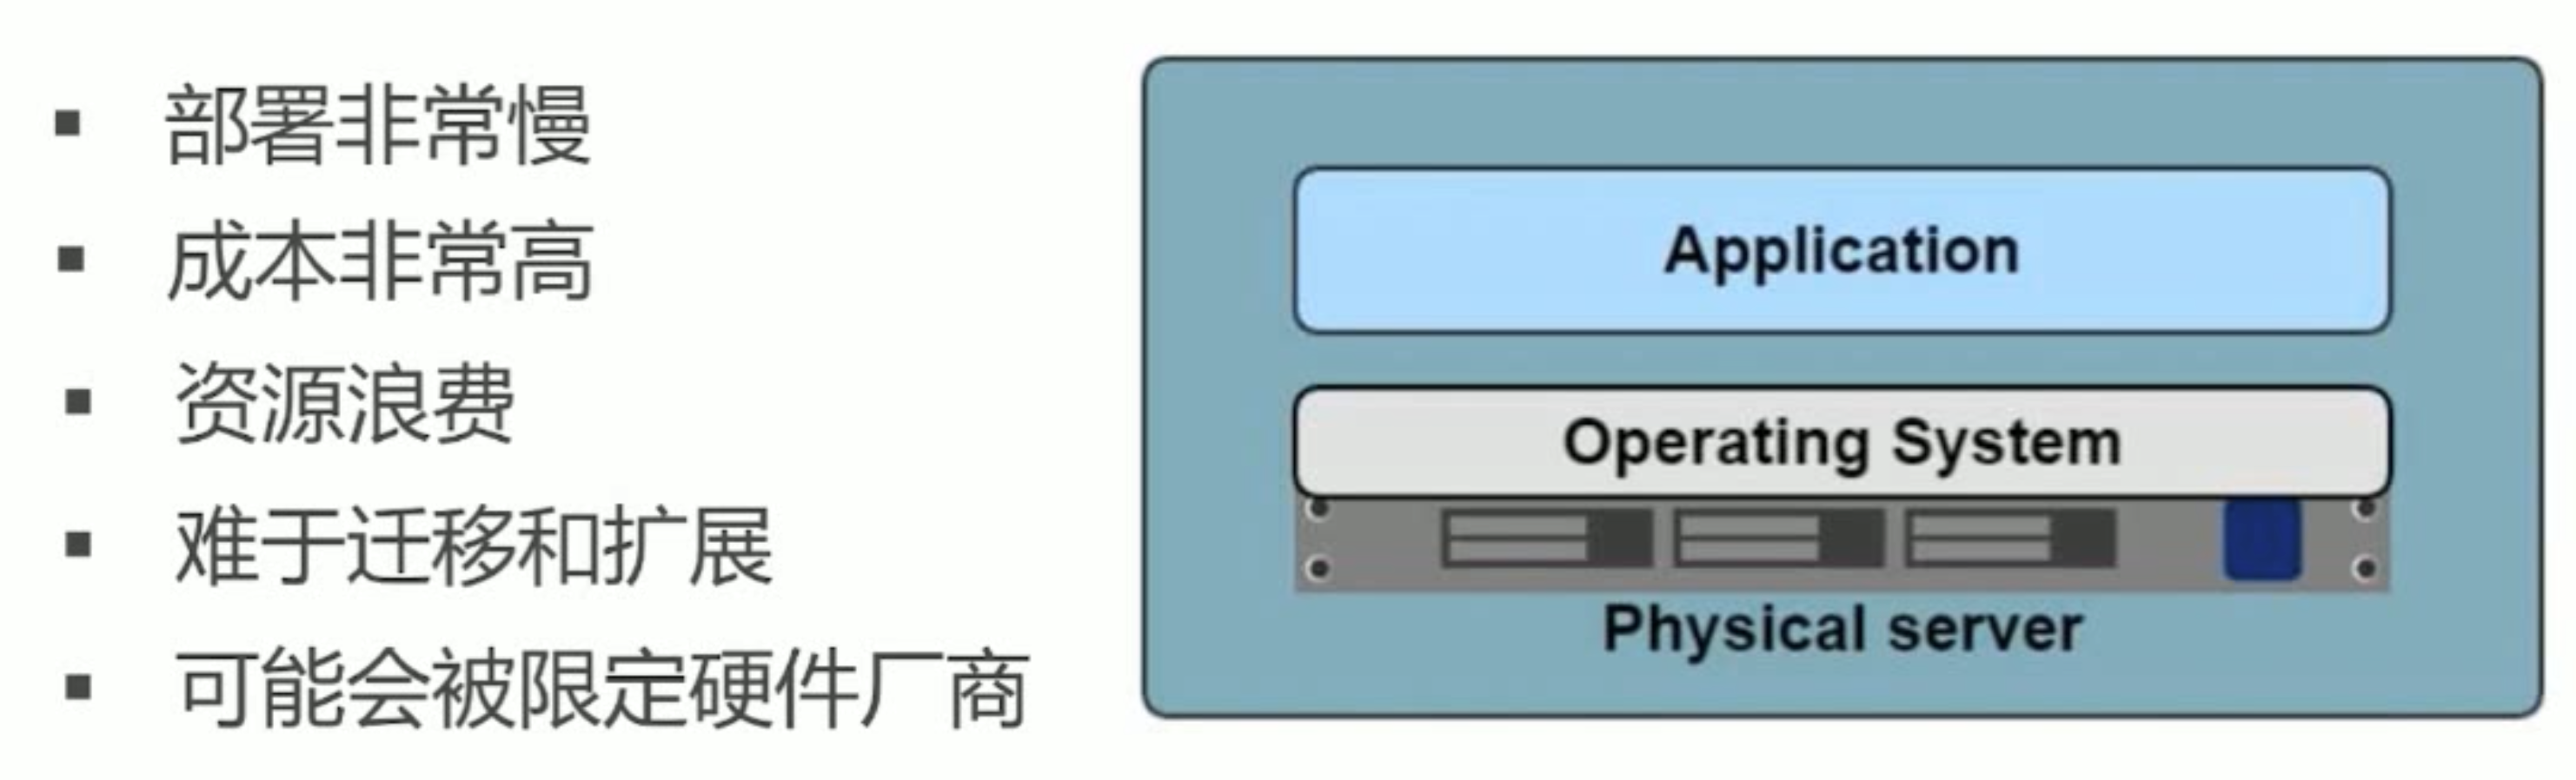 部署非常慢
成本非常高
资源浪费
难于迁移和扩展
可能会被限定硬件厂商
Application
Operating System
Physical server